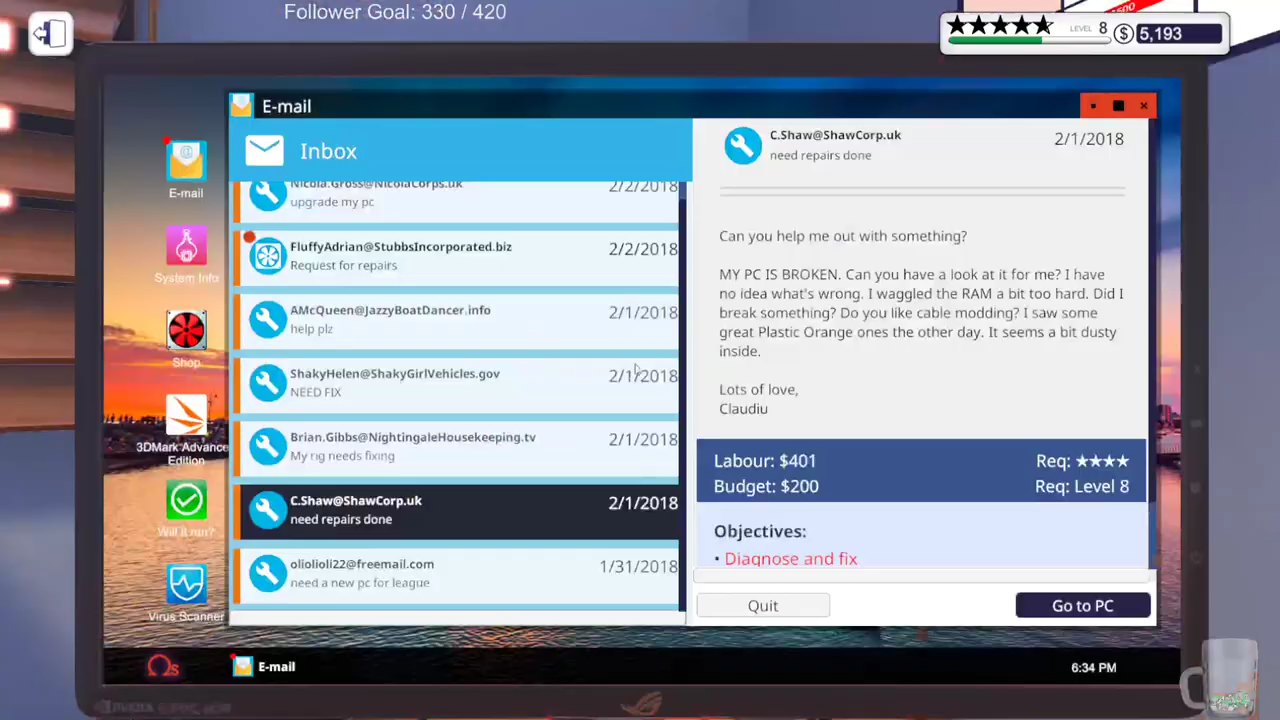 Follower Goal: 330 / 420
LEVEL 8
$ 5,193
E-mail
Inbox
Nicola.Gross@NicolaCorps.uk 2/2/2018
upgrade my pc
FluffyAdrian@StubbsIncorporated.biz 2/2/2018
Request for repairs
AMcQueen@JazzyBoatDancer.info 2/1/2018
help plz
ShakyHelen@ShakyGirlVehicles.gov 2/1/2018
NEED FIX
Brian.Gibbs@NightingaleHousekeeping.tv 2/1/2018
My rig needs fixing
C.Shaw@ShawCorp.uk 2/1/2018
need repairs done
oliolioli22@freemail.com 1/31/2018
need a new pc for league
C.Shaw@ShawCorp.uk 2/1/2018
need repairs done
Can you help me out with something?
MY PC IS BROKEN. Can you have a look at it for me? I have
no idea what's wrong. I waggled the RAM a bit too hard. Did I
break something? Do you like cable modding? I saw some
great Plastic Orange ones the other day. It seems a bit dusty
inside.
Lots of love,
Claudiu
Labour: $401 Req: ★★★★
Budget: $200 Req: Level 8
Objectives:
• Diagnose and fix
Quit Go to PC
E-mail
System Info
Shop
3DMark Advance
Edition
Will it run?
Virus Scanner
E-mail
6:34 PM